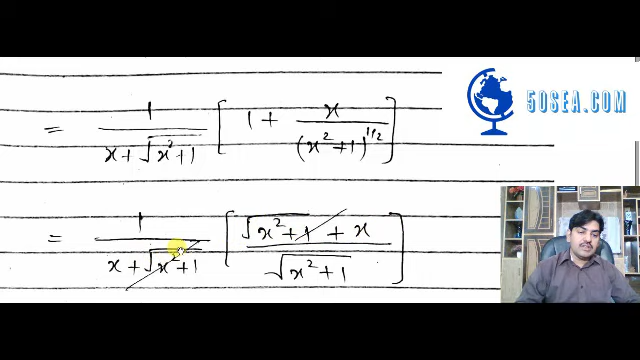 = 1/(x+√(x²+1)) [1 + x/(x²+1)^(1/2)]
50SEA.COM
= 1/(x+√(x²+1)) [(√(x²+1) + x)/√(x²+1)]